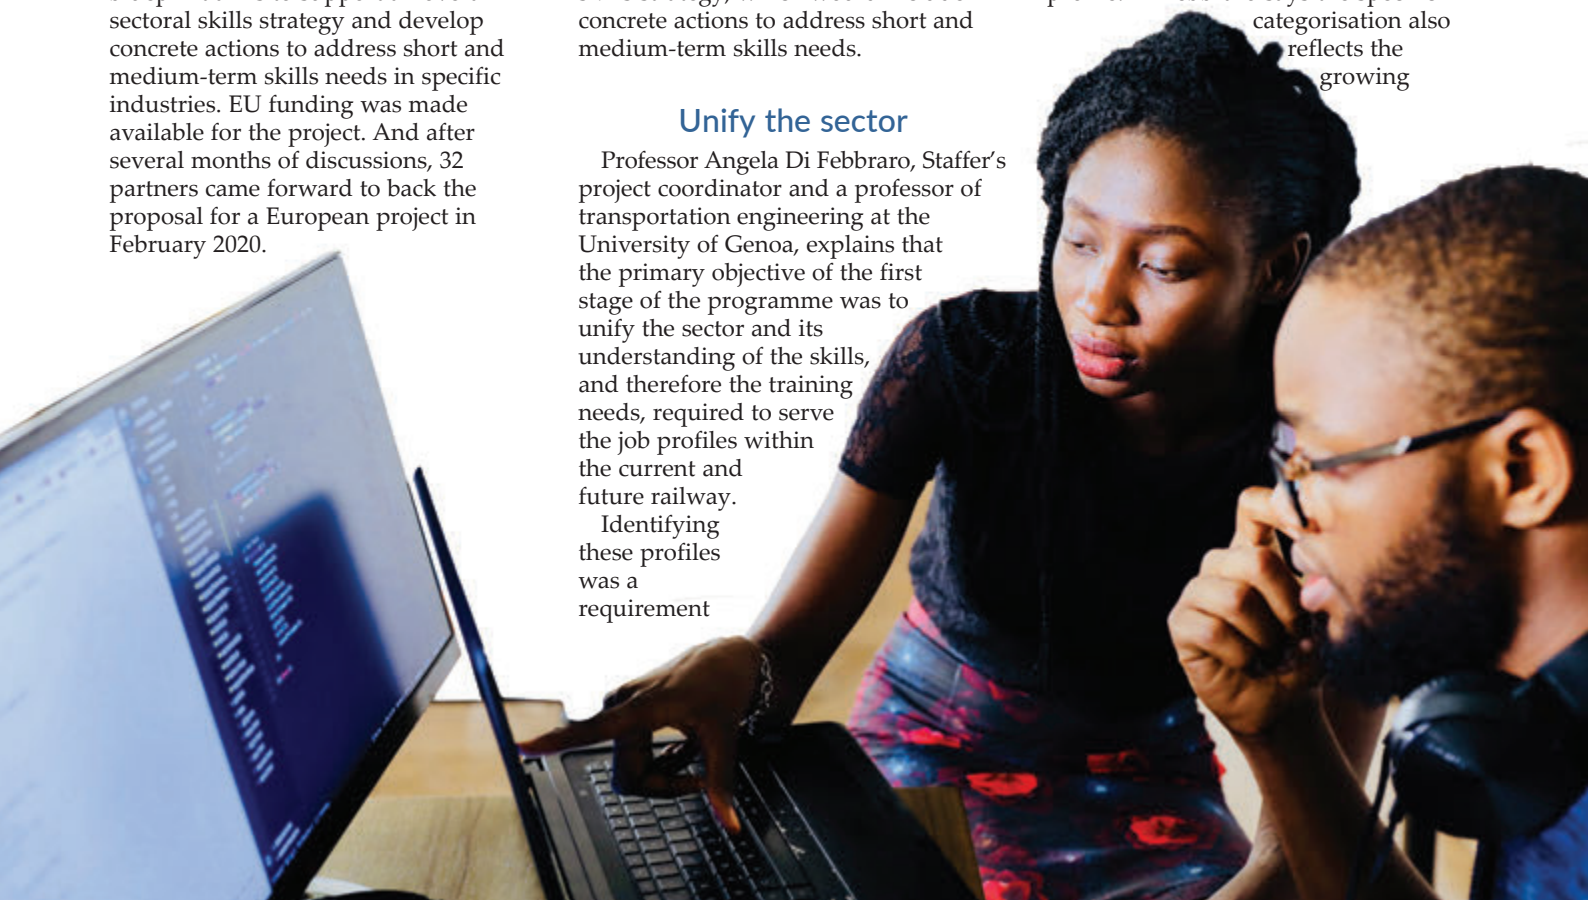 sectoral skills strategy and develop
concrete actions to address short and
medium-term skills needs in specific
industries. EU funding was made
available for the project. And after
several months of discussions, 32
partners came forward to back the
proposal for a European project in
February 2020.
concrete actions to address short and
medium-term skills needs.
Unify the sector
Professor Angela Di Febbraro, Staffer’s
project coordinator and a professor of
transportation engineering at the
University of Genoa, explains that
the primary objective of the first
stage of the programme was to
unify the sector and its
understanding of the skills,
and therefore the training
needs, required to serve
the job profiles within
the current and
future railway.
Identifying
these profiles
was a
requirement
categorisation also
reflects the
growing